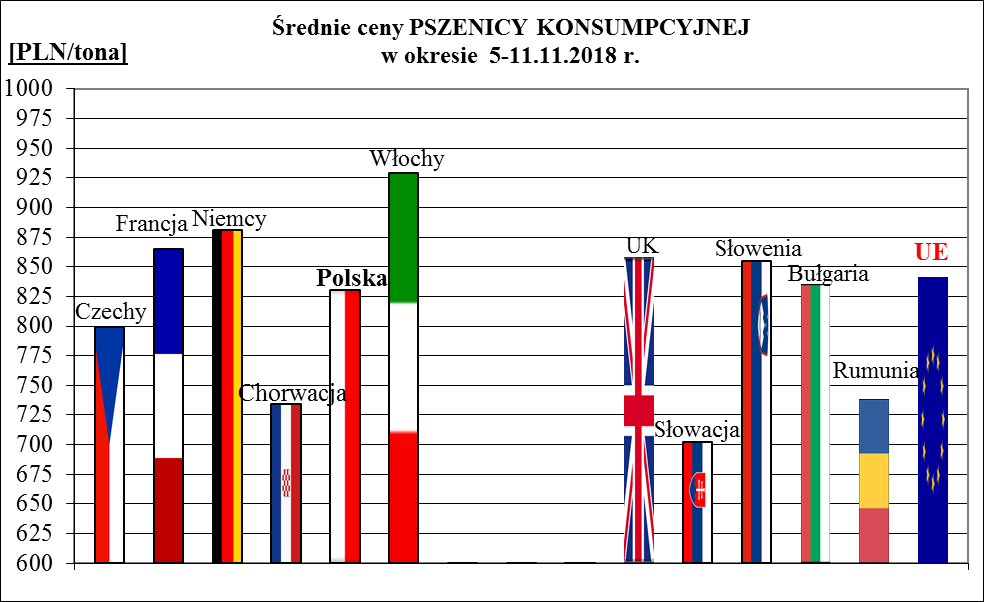 Średnie ceny PSZENICY KONSUMPCYJNEJ
w okresie 5-11.11.2018 r.
[PLN/tona]
1000
975
950
925
900
875
850
825
800
775
750
725
700
675
650
625
600
Czechy
Francja
Niemcy
Chorwacja
Polska
Włochy
UK
Słowacja
Słowenia
Bułgaria
Rumunia
UE